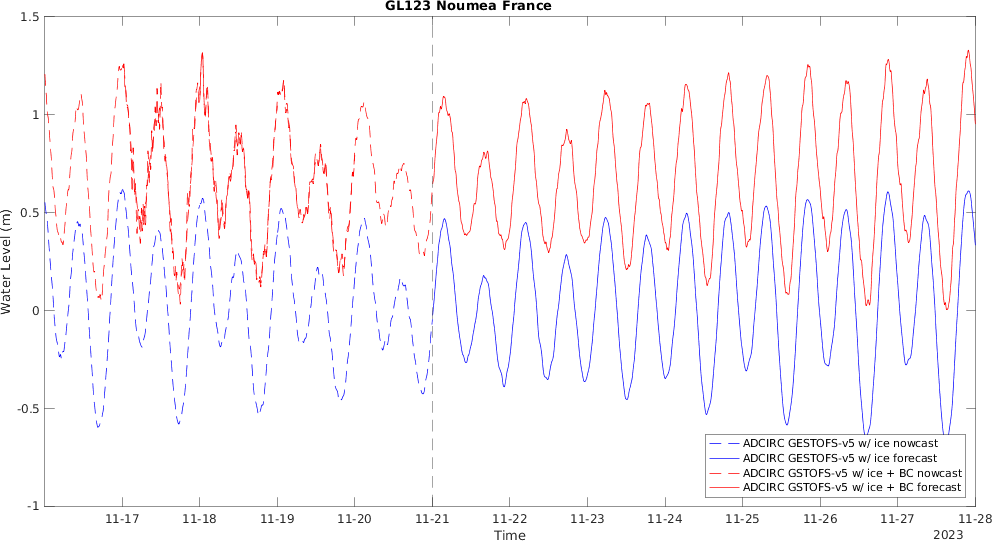 GL123 Noumea France
1.5
1
0.5
0
-0.5
-1
Water Level (m)
ADCIRC GESTOFS-v5 w/ ice nowcast
ADCIRC GESTOFS-v5 w/ ice forecast
ADCIRC GSTOFS-v5 w/ ice + BC nowcast
ADCIRC GSTOFS-v5 w/ ice + BC forecast
11-17 11-18 11-19 11-20 11-21 11-22 11-23 11-24 11-25 11-26 11-27 11-28
Time
2023